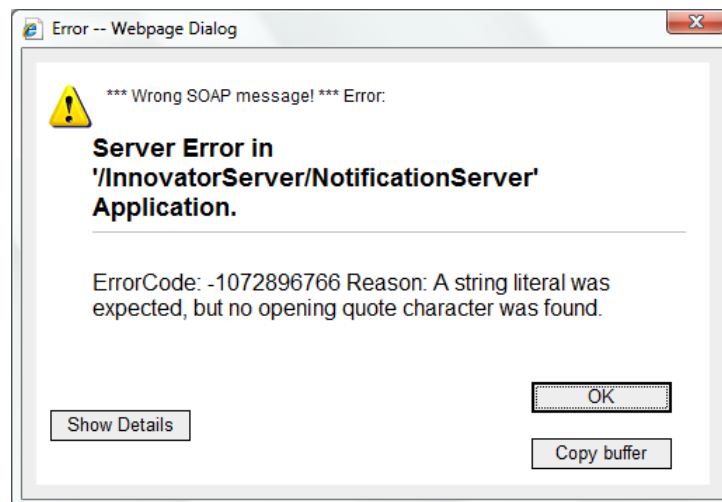 Error -- Webpage Dialog
*** Wrong SOAP message! *** Error:
Server Error in
'/InnovatorServer/NotificationServer'
Application.
ErrorCode: -1072896766 Reason: A string literal was
expected, but no opening quote character was found.
OK
Show Details
Copy buffer